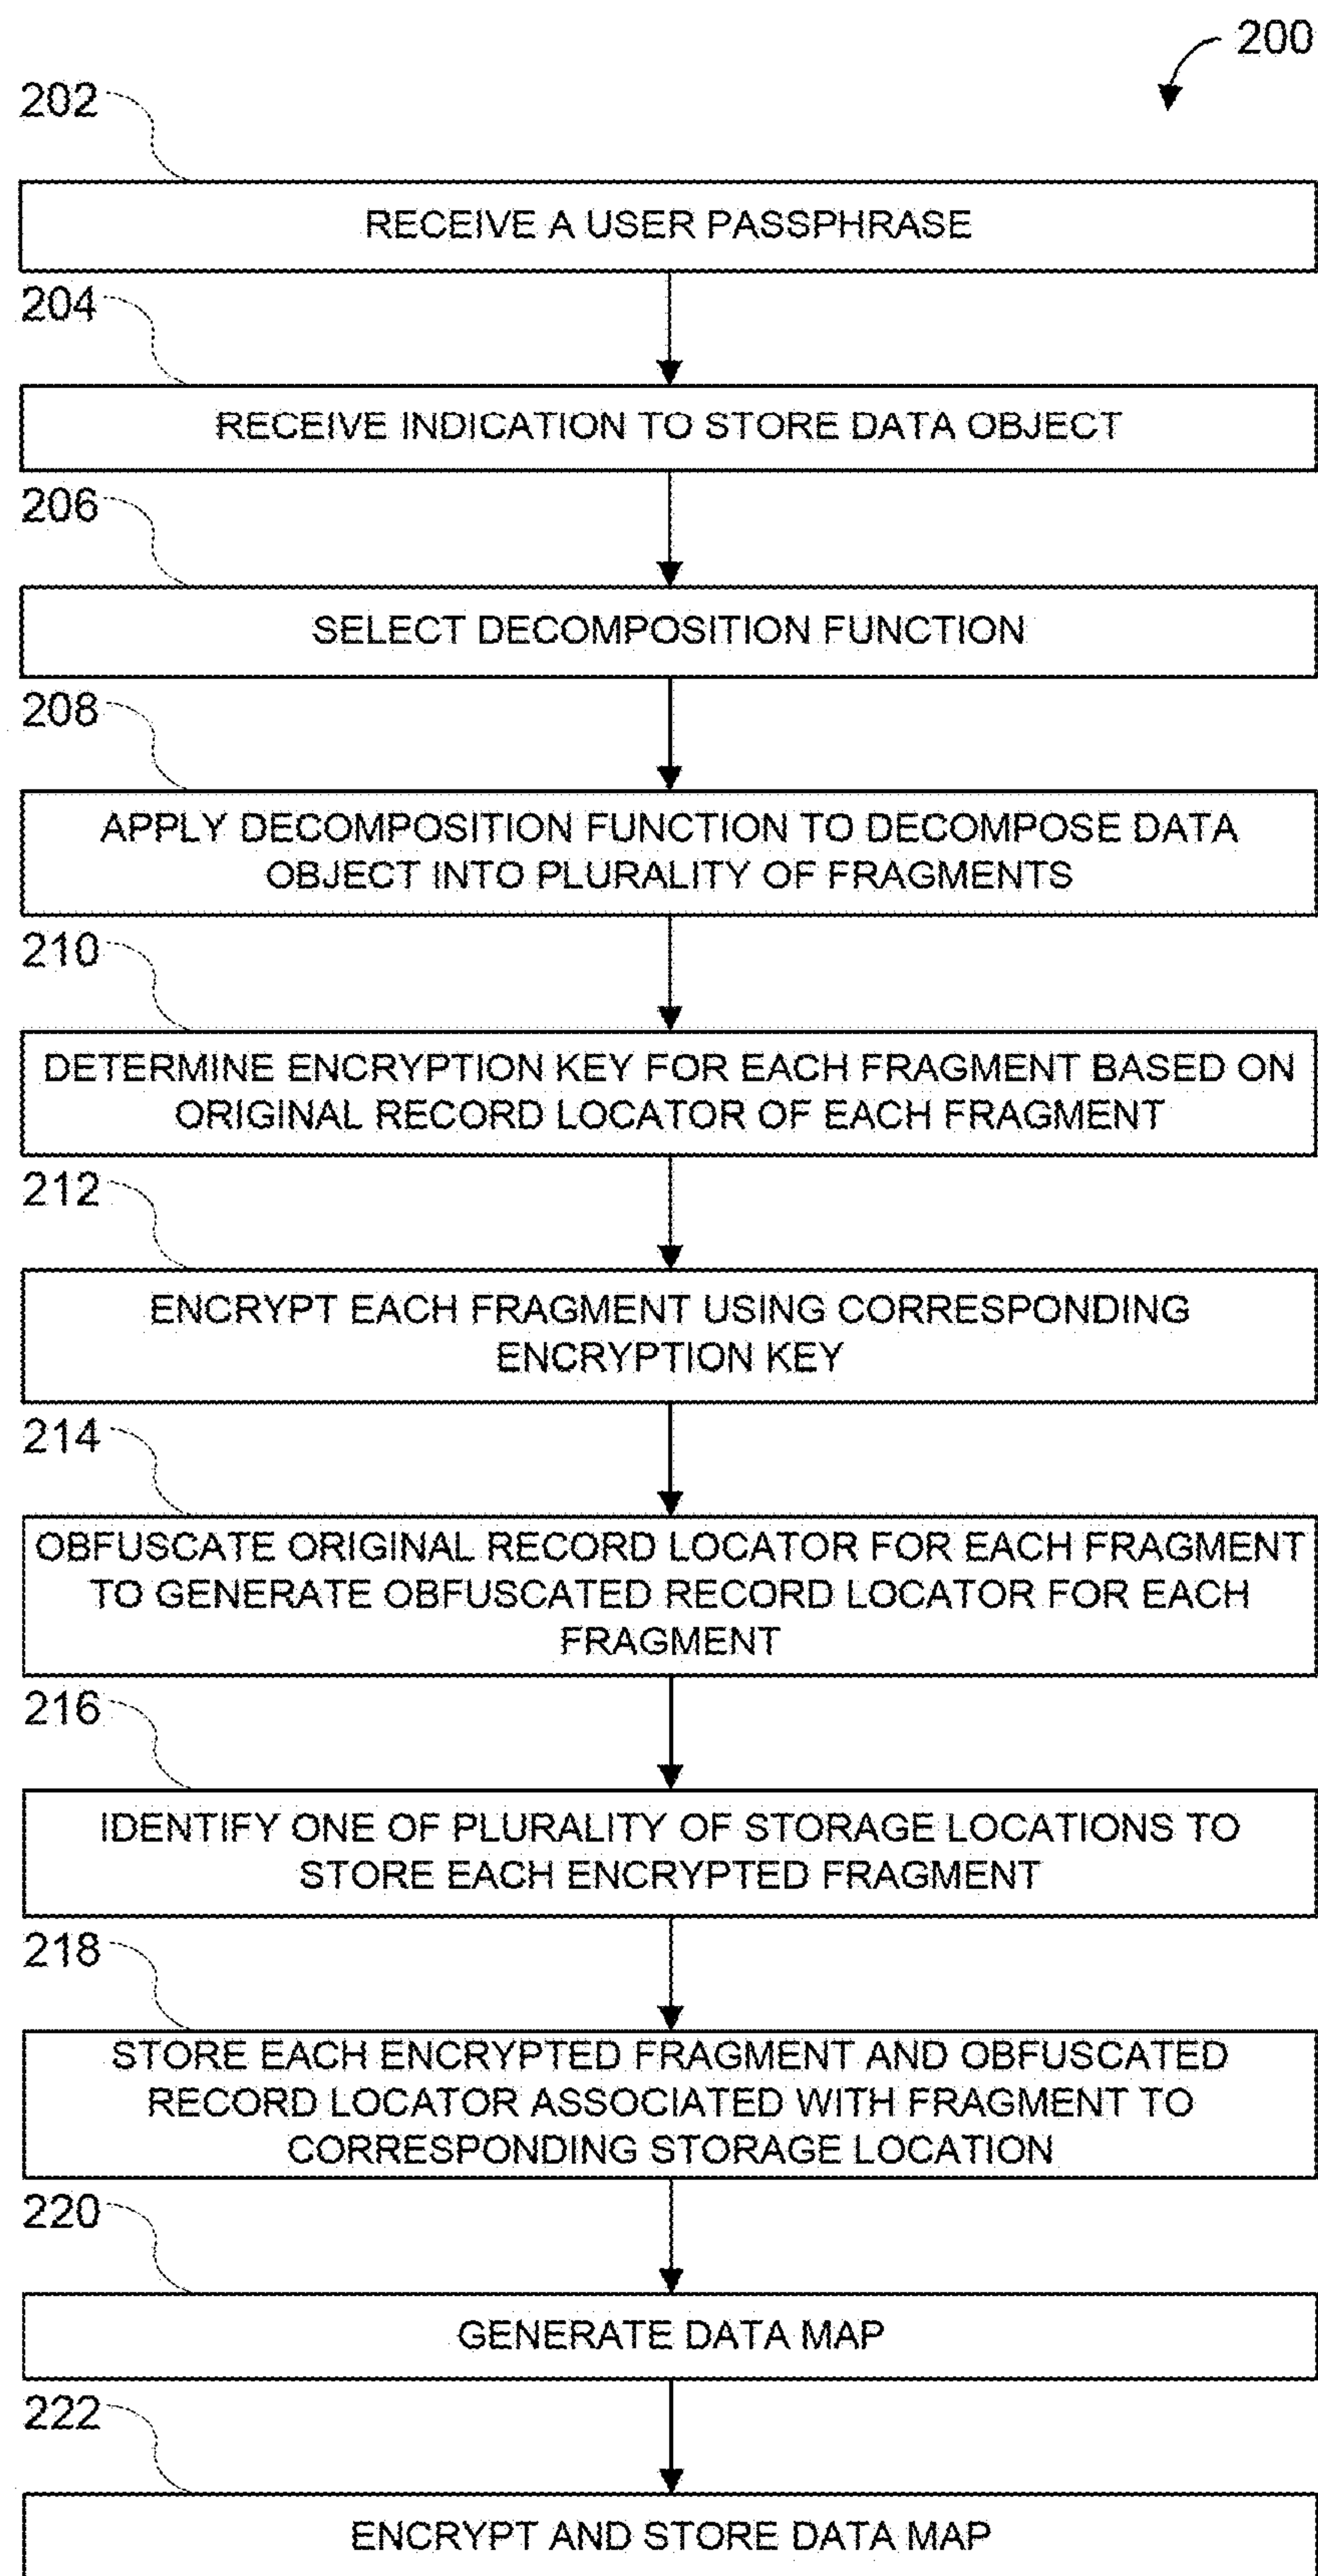 200
202
RECEIVE A USER PASSPHRASE
204
RECEIVE INDICATION TO STORE DATA OBJECT
206
SELECT DECOMPOSITION FUNCTION
208
APPLY DECOMPOSITION FUNCTION TO DECOMPOSE DATA
OBJECT INTO PLURALITY OF FRAGMENTS
210
DETERMINE ENCRYPTION KEY FOR EACH FRAGMENT BASED ON
ORIGINAL RECORD LOCATOR OF EACH FRAGMENT
212
ENCRYPT EACH FRAGMENT USING CORRESPONDING
ENCRYPTION KEY
214
OBFUSCATE ORIGINAL RECORD LOCATOR FOR EACH FRAGMENT
TO GENERATE OBFUSCATED RECORD LOCATOR FOR EACH
FRAGMENT
216
IDENTIFY ONE OF PLURALITY OF STORAGE LOCATIONS TO
STORE EACH ENCRYPTED FRAGMENT
218
STORE EACH ENCRYPTED FRAGMENT AND OBFUSCATED
RECORD LOCATOR ASSOCIATED WITH FRAGMENT TO
CORRESPONDING STORAGE LOCATION
220
GENERATE DATA MAP
222
ENCRYPT AND STORE DATA MAP